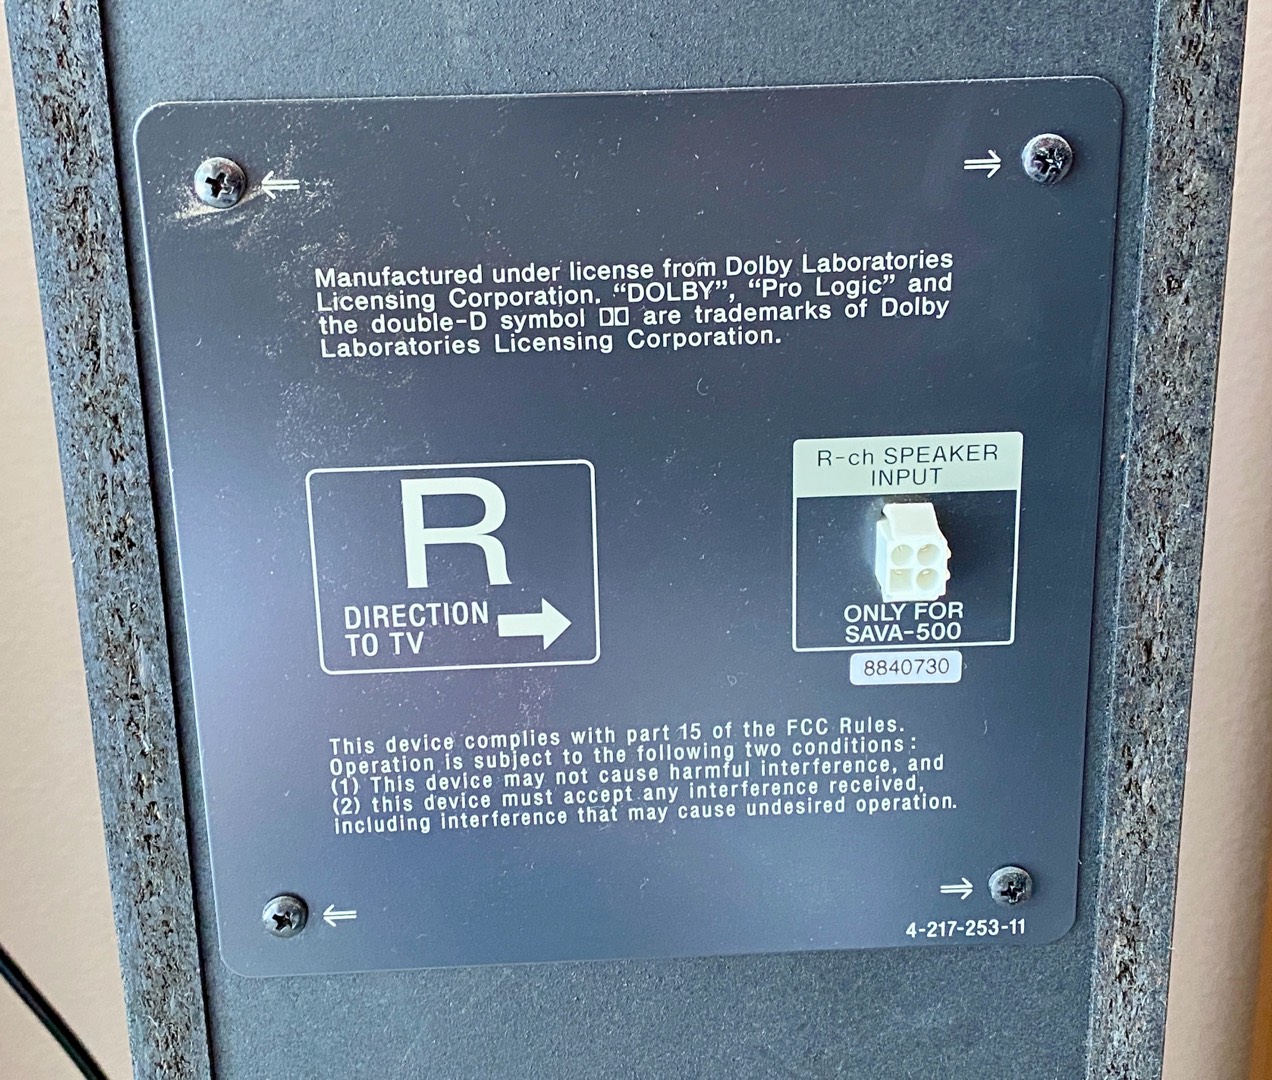 Manufactured under license from Dolby Laboratories
Licensing Corporation. “DOLBY”, “Pro Logic” and
the double-D symbol are trademarks of Dolby
Laboratories Licensing Corporation.
R
DIRECTION
TO TV
R-ch SPEAKER
INPUT
ONLY FOR
SAVA-500
8840730
This device complies with part 15 of the FCC Rules.
Operation is subject to the following two conditions :
(1) This device may not cause harmful interference, and
(2) this device must accept any interference received,
including interference that may cause undesired operation.
4-217-253-11